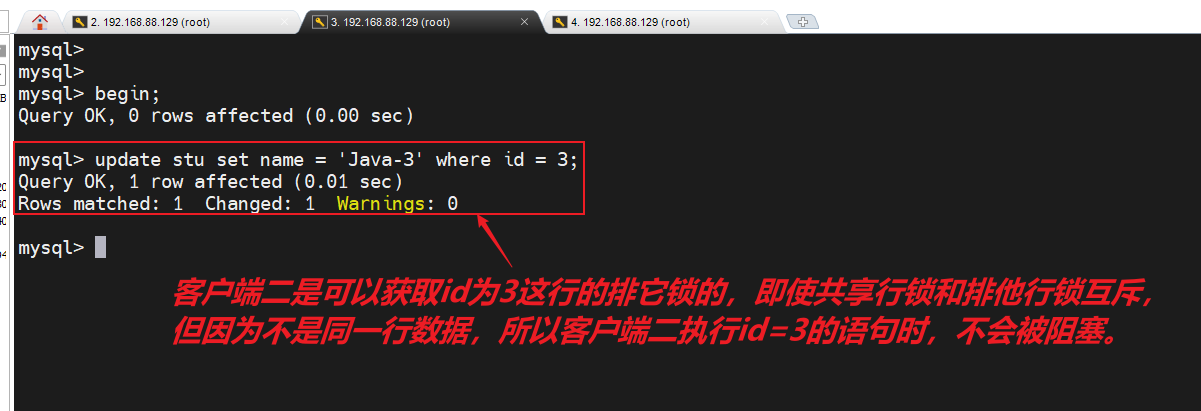 2. 192.168.88.129 (root)
3. 192.168.88.129 (root)
4. 192.168.88.129 (root)
mysql>
mysql>
mysql> begin;
Query OK, 0 rows affected (0.00 sec)
mysql> update stu set name = 'Java-3' where id = 3;
Query OK, 1 row affected (0.01 sec)
Rows matched: 1  Changed: 1  Warnings: 0
mysql>
客户端二是可以获取id为3这行的排它锁的，即使共享行锁和排他行锁互斥，
但因为不是同一行数据，所以客户端二执行id=3的语句时，不会被阻塞。